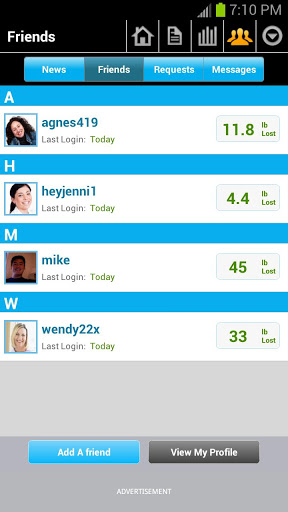 7:10 PM
Friends
News Friends Requests Messages
A
agnes419
Last Login: Today
11.8 lb Lost
H
heyjenni1
Last Login: Today
4.4 lb Lost
M
mike
Last Login: Today
45 lb Lost
W
wendy22x
Last Login: Today
33 lb Lost
Add A friend View My Profile
ADVERTISEMENT